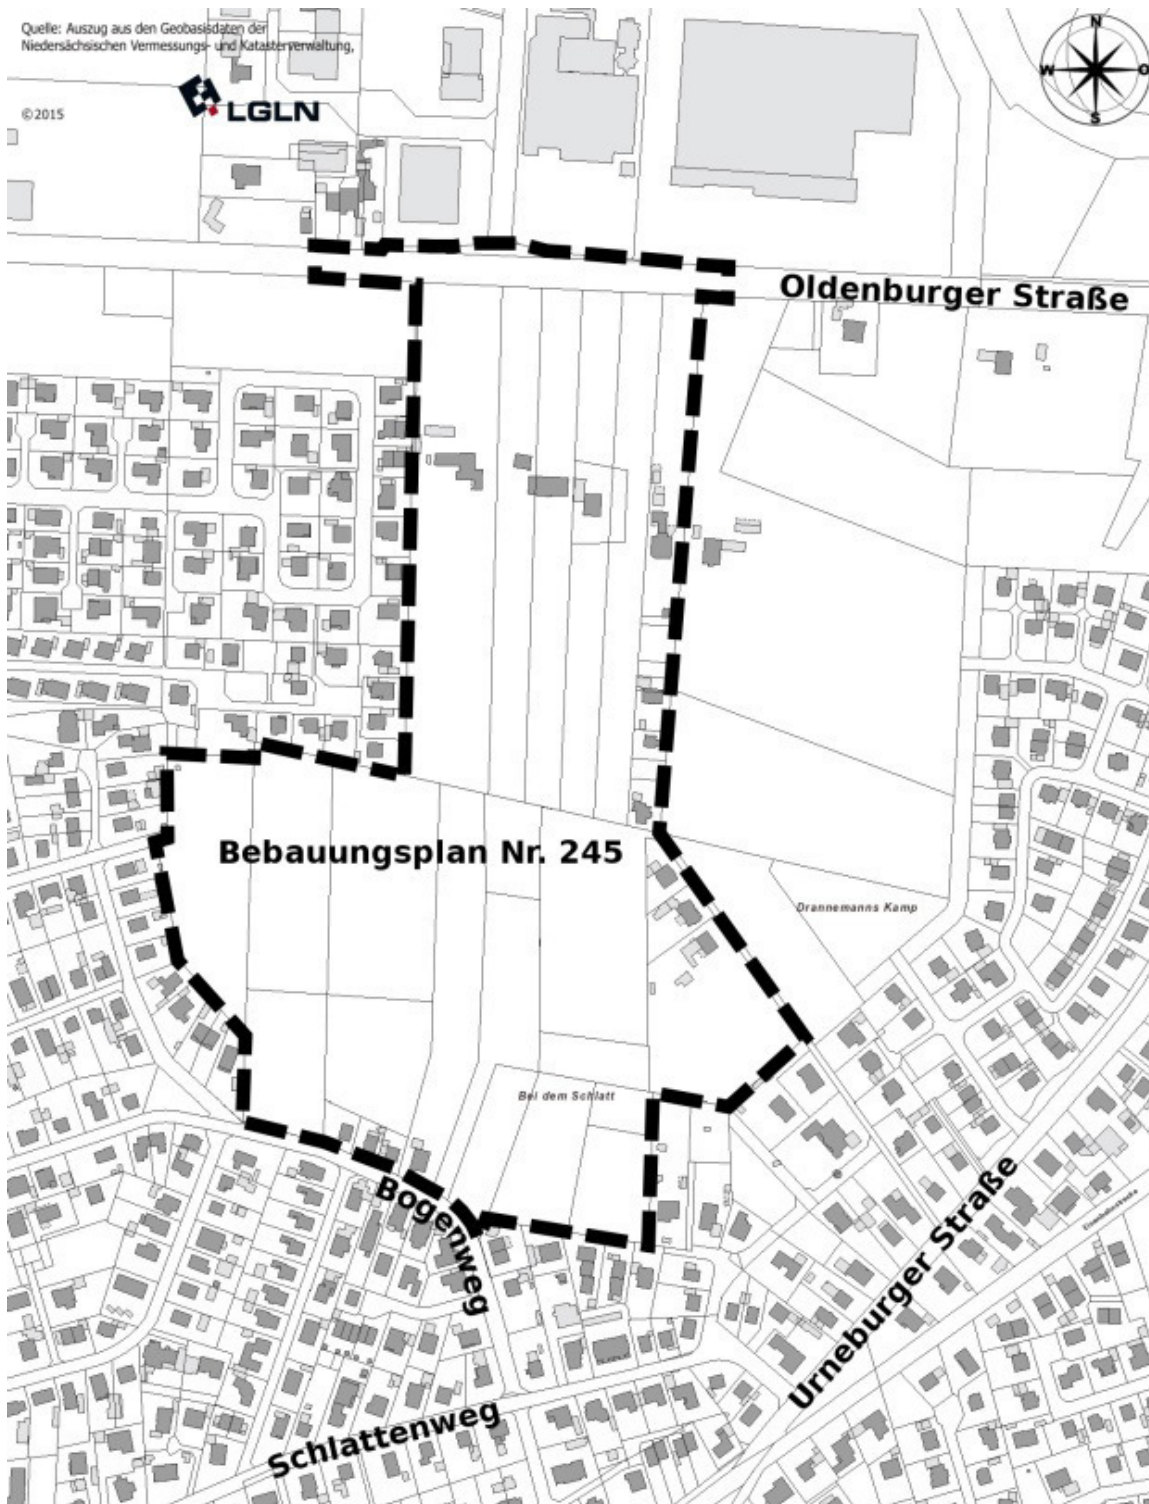 Quelle: Auszug aus den Geobasisdaten der
Niedersächsischen Vermessungs- und Katasterverwaltung,
©2015
LGLN
N
W
O
S
Oldenburger Straße
Bebauungsplan Nr. 245
Drannemanns Kamp
Bei dem Schlatt
Bogenweg
Urneburger Straße
Schlattenweg